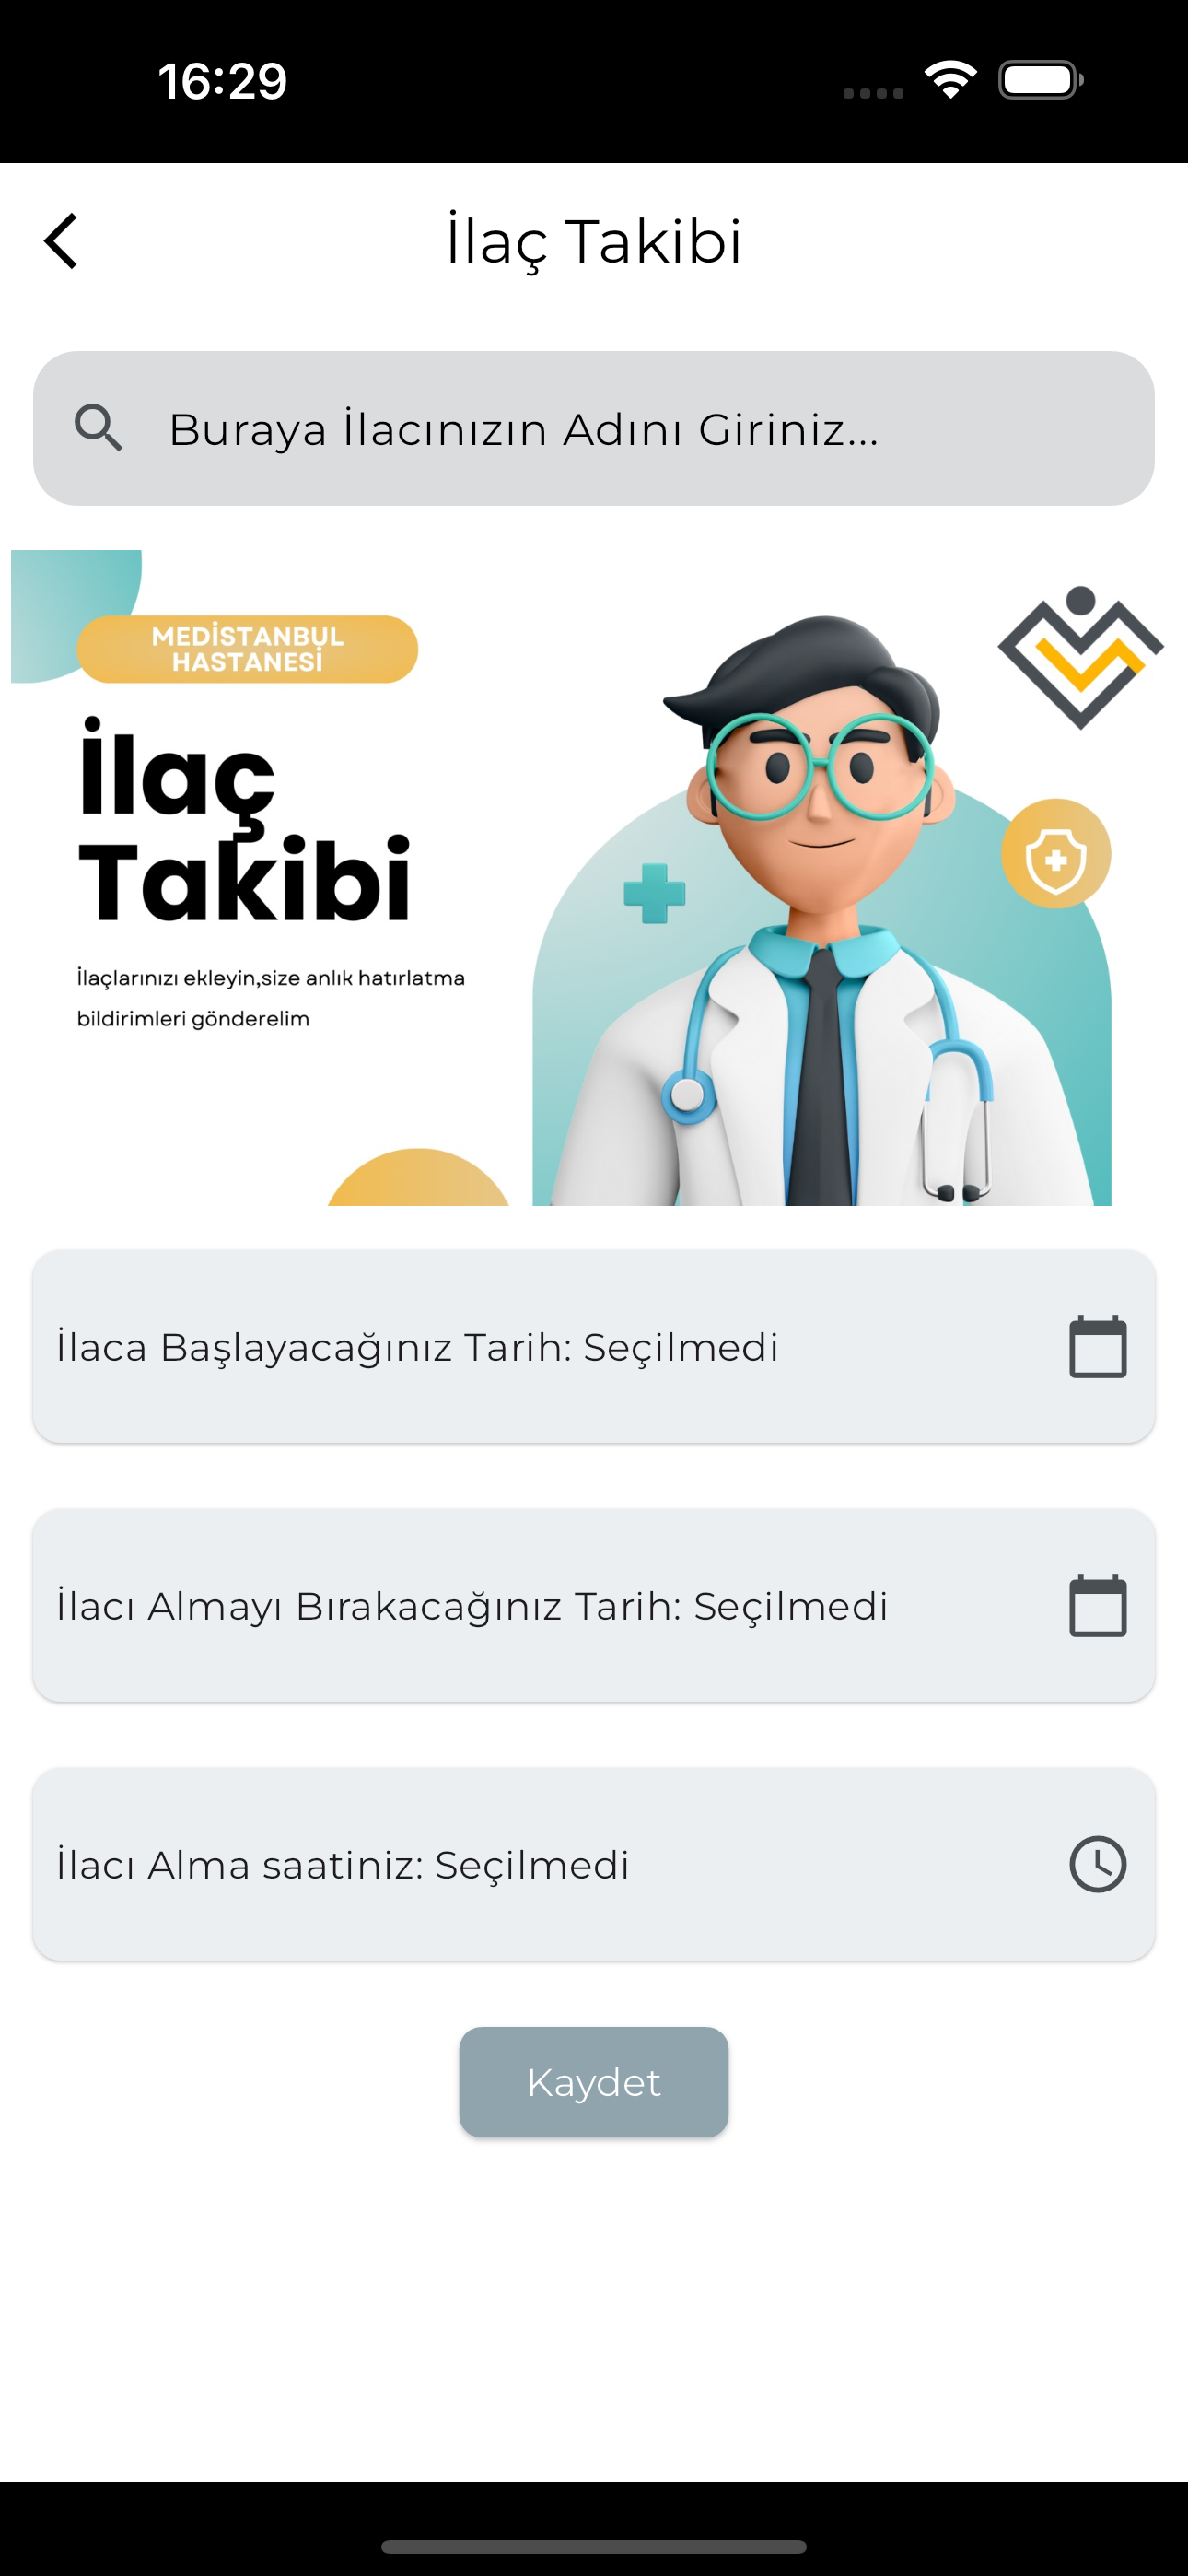 16:29
İlaç Takibi
Buraya İlacınızın Adını Giriniz...
MEDİSTANBUL
HASTANESİ
İlaç
Takibi
İlaçlarınızı ekleyin,size anlık hatırlatma
bildirimleri gönderelim
İlaca Başlayacağınız Tarih: Seçilmedi
İlacı Almayı Bırakacağınız Tarih: Seçilmedi
İlacı Alma saatiniz: Seçilmedi
Kaydet